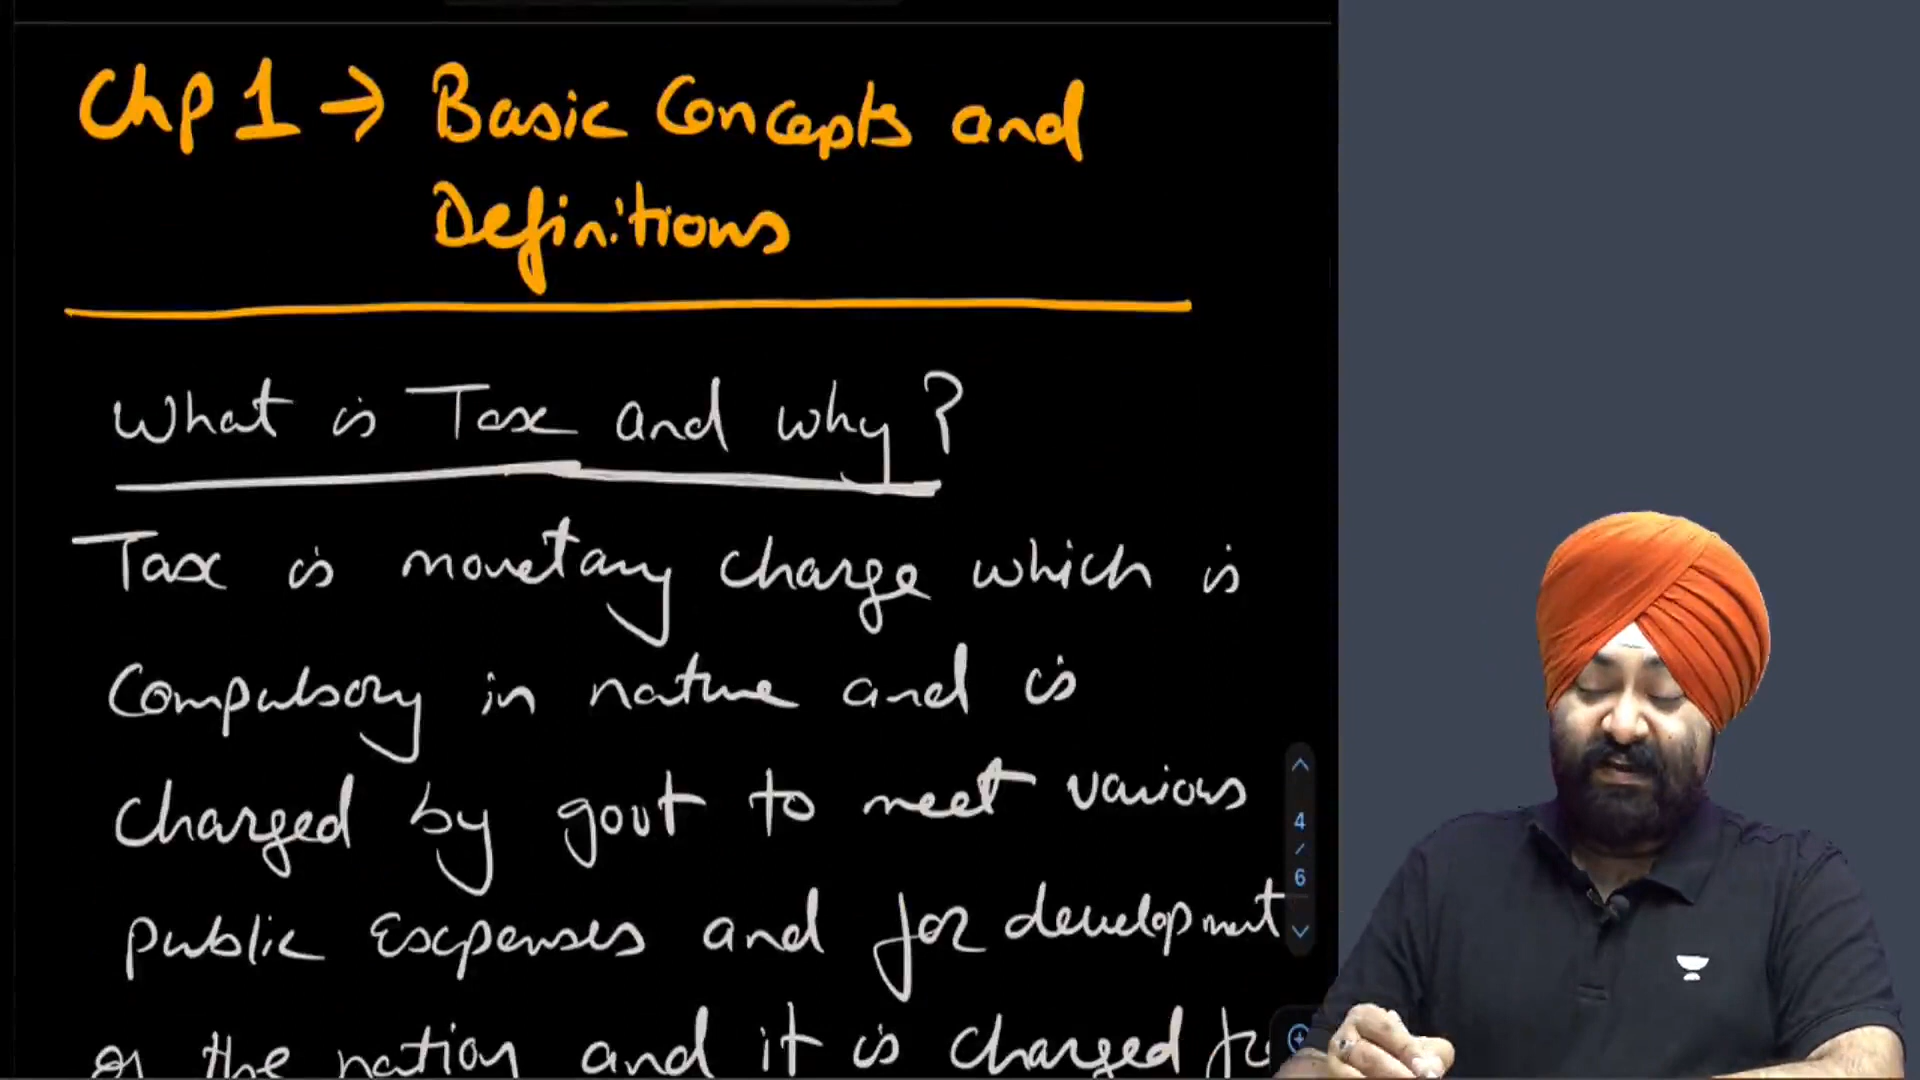 Chp 1 → Basic Concepts and
Definitions
What is Tax and why?
Tax is monetary charge which is
Compulsory in nature and is
charged by govt to meet various
public Expenses and for development
of the nation and it is charged
4
/
6